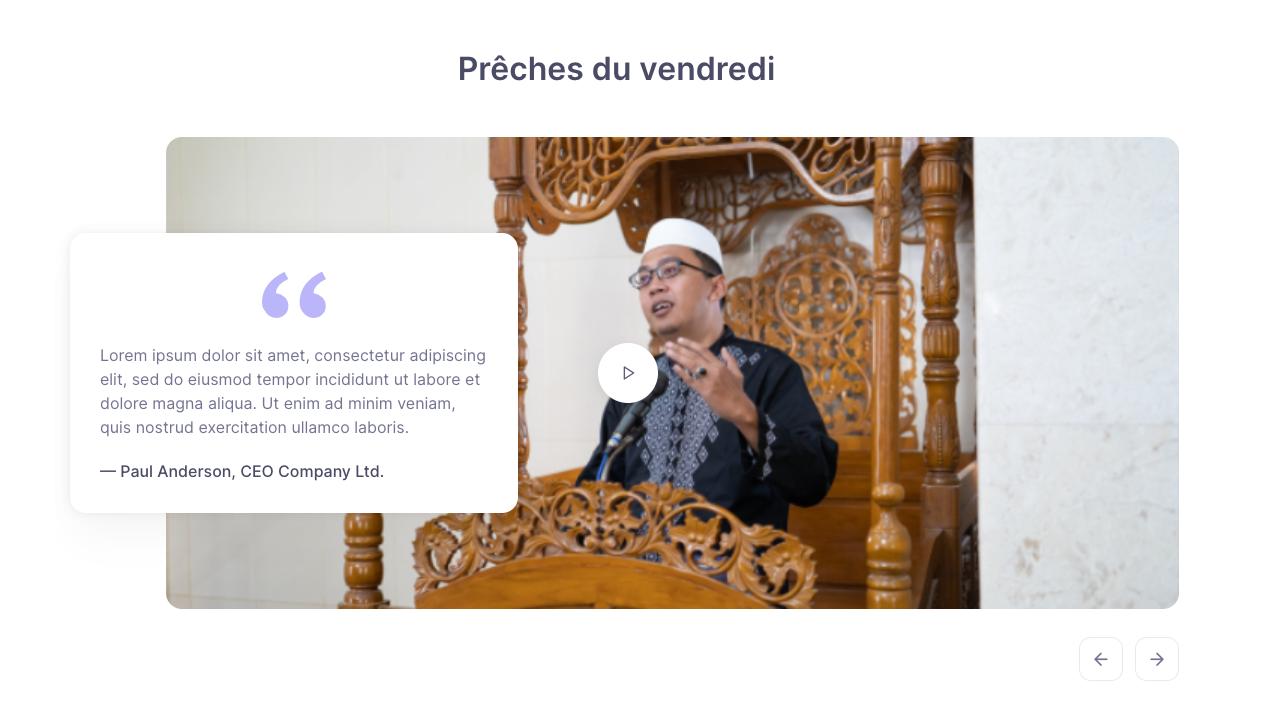 Prêches du vendredi
Lorem ipsum dolor sit amet, consectetur adipiscing
elit, sed do eiusmod tempor incididunt ut labore et
dolore magna aliqua. Ut enim ad minim veniam,
quis nostrud exercitation ullamco laboris.
— Paul Anderson, CEO Company Ltd.